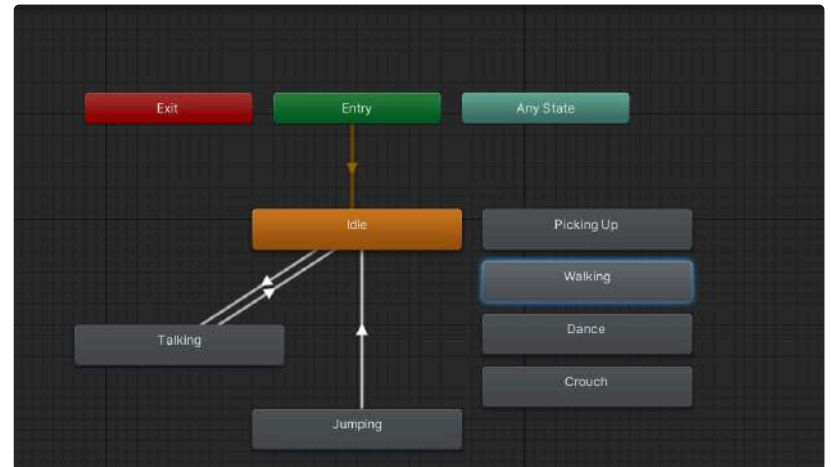 Exit
Entry
Any State
Idle
Picking Up
Walking
Talking
Dance
Crouch
Jumping